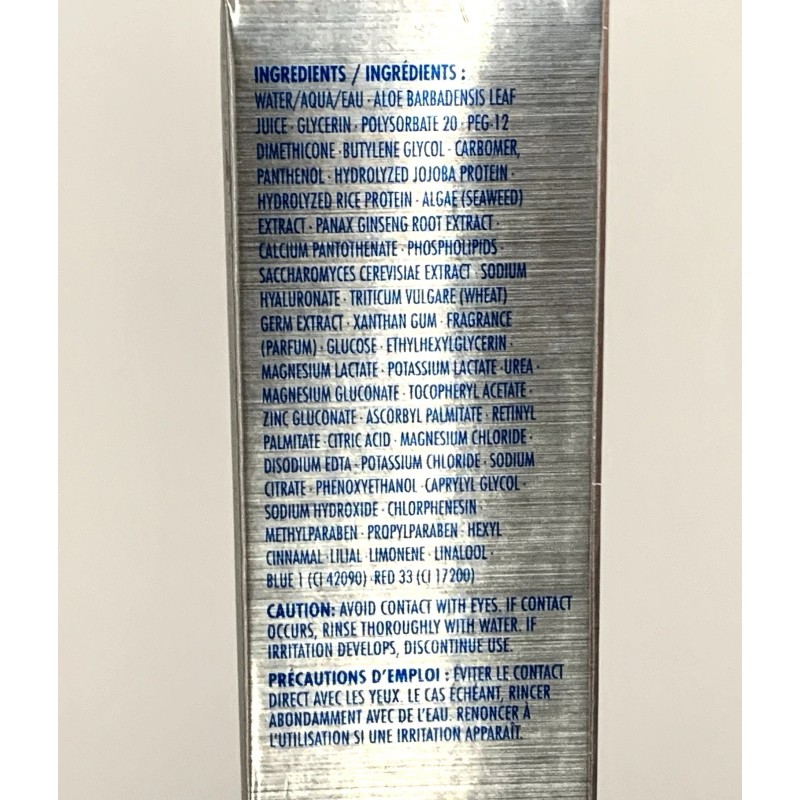 INGREDIENTS / INGRÉDIENTS :
WATER/AQUA/EAU · ALOE BARBADENSIS LEAF
JUICE · GLYCERIN · POLYSORBATE 20 · PEG-12
DIMETHICONE · BUTYLENE GLYCOL · CARBOMER,
PANTHENOL · HYDROLYZED JOJOBA PROTEIN ·
HYDROLYZED RICE PROTEIN · ALGAE (SEAWEED)
EXTRACT · PANAX GINSENG ROOT EXTRACT ·
CALCIUM PANTOTHENATE · PHOSPHOLIPIDS ·
SACCHAROMYCES CEREVISIAE EXTRACT · SODIUM
HYALURONATE · TRITICUM VULGARE (WHEAT)
GERM EXTRACT · XANTHAN GUM · FRAGRANCE
(PARFUM) · GLUCOSE · ETHYLHEXYLGLYCERIN ·
MAGNESIUM LACTATE · POTASSIUM LACTATE · UREA ·
MAGNESIUM GLUCONATE · TOCOPHERYL ACETATE ·
ZINC GLUCONATE · ASCORBYL PALMITATE · RETINYL
PALMITATE · CITRIC ACID · MAGNESIUM CHLORIDE ·
DISODIUM EDTA · POTASSIUM CHLORIDE · SODIUM
CITRATE · PHENOXYETHANOL · CAPRYLYL GLYCOL ·
SODIUM HYDROXIDE · CHLORPHENESIN ·
METHYLPARABEN · PROPYLPARABEN · HEXYL
CINNAMAL · LILIAL · LIMONENE · LINALOOL ·
BLUE 1 (CI 42090) · RED 33 (CI 17200)
CAUTION: AVOID CONTACT WITH EYES. IF CONTACT
OCCURS, RINSE THOROUGHLY WITH WATER. IF
IRRITATION DEVELOPS, DISCONTINUE USE.
PRÉCAUTIONS D'EMPLOI : ÉVITER LE CONTACT
DIRECT AVEC LES YEUX. LE CAS ÉCHÉANT, RINCER
ABONDAMMENT AVEC DE L'EAU. RENONCER À
L'UTILISATION SI UNE IRRITATION APPARAÎT.